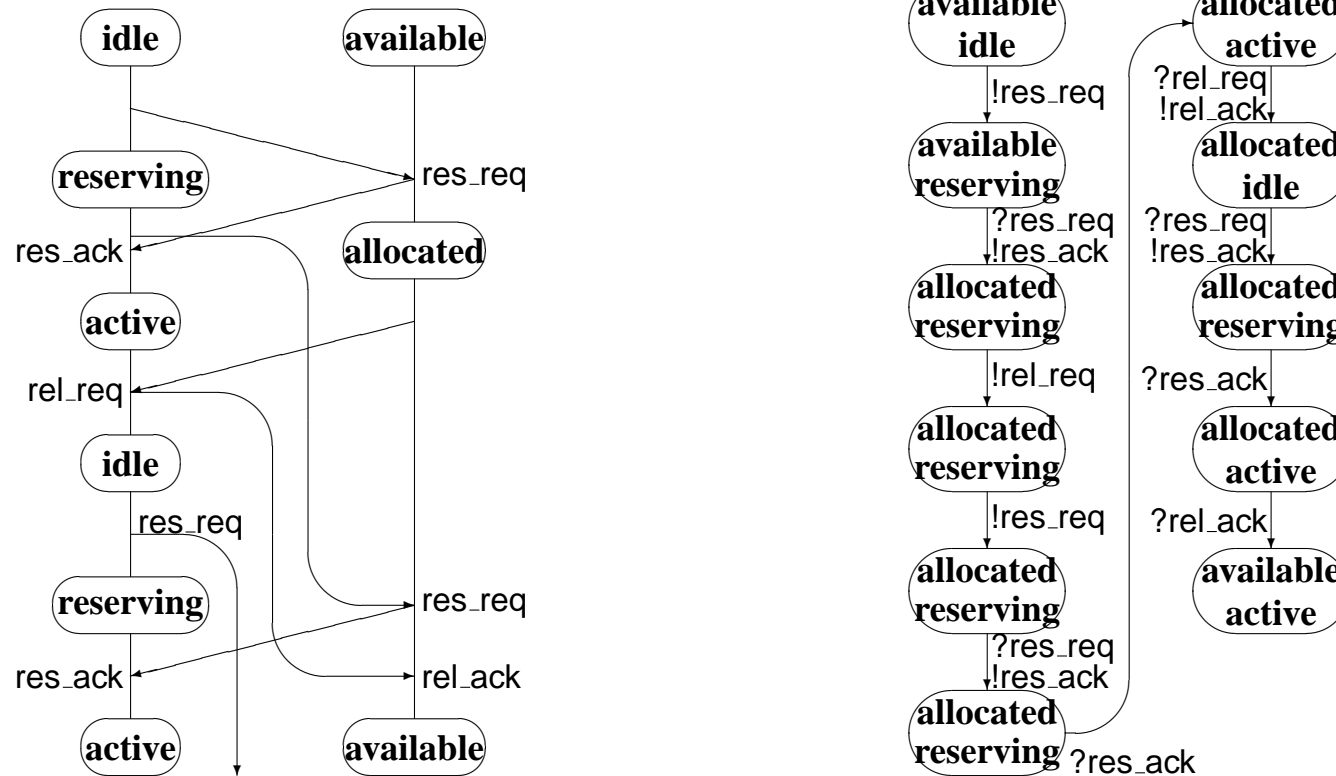 idle
available
reserving
res_req
res_ack
allocated
active
rel_req
idle
res_req
reserving
res_req
res_ack
rel_ack
active
available
available
idle
!res_req
available
reserving
?res_req
!res_ack
allocated
reserving
!rel_req
allocated
reserving
!res_req
allocated
reserving
?res_req
!res_ack
allocated
reserving
?res_ack
allocated
active
?rel_req
!rel_ack
allocated
idle
?res_req
!res_ack
allocated
reserving
?res_ack
allocated
active
?rel_ack
available
active